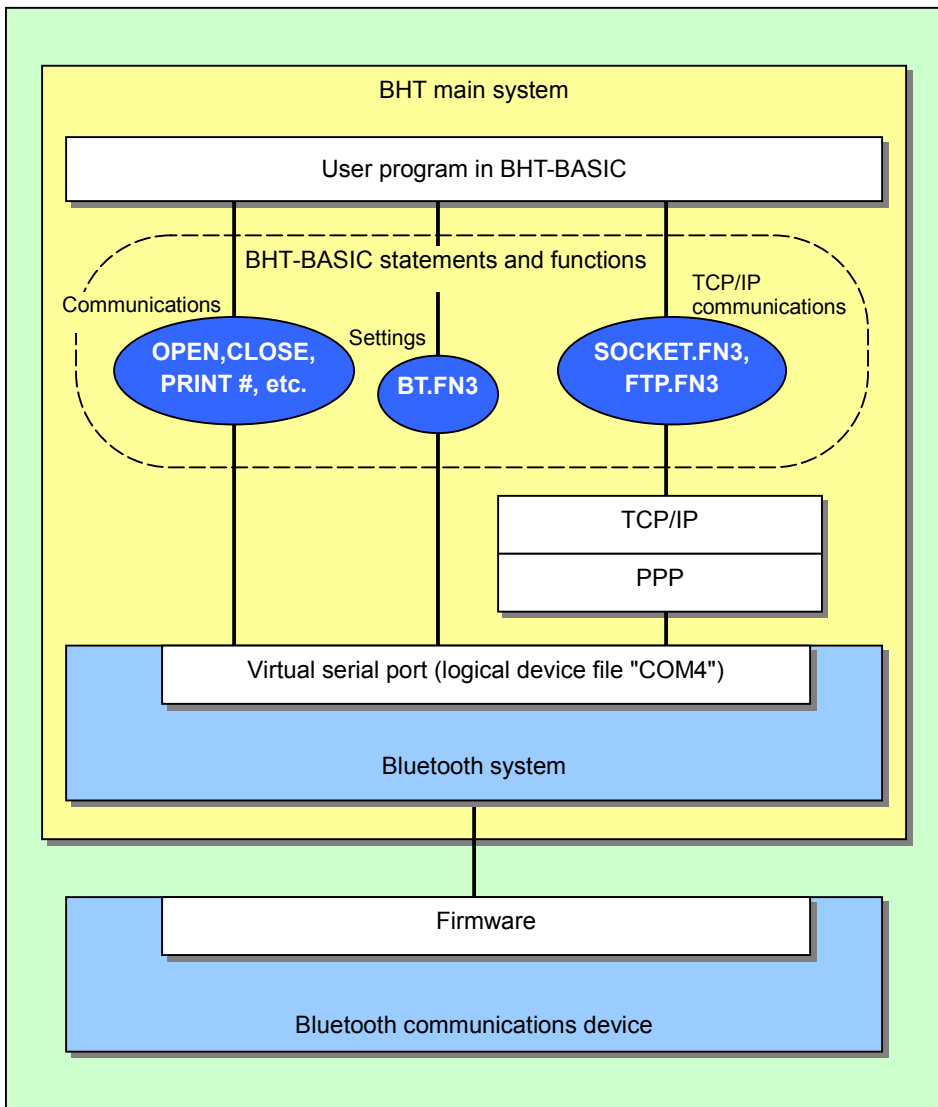 BHT main system
User program in BHT-BASIC
BHT-BASIC statements and functions
Communications
OPEN,CLOSE,
PRINT #, etc.
Settings
BT.FN3
TCP/IP
communications
SOCKET.FN3,
FTP.FN3
TCP/IP
PPP
Virtual serial port (logical device file "COM4")
Bluetooth system
Firmware
Bluetooth communications device